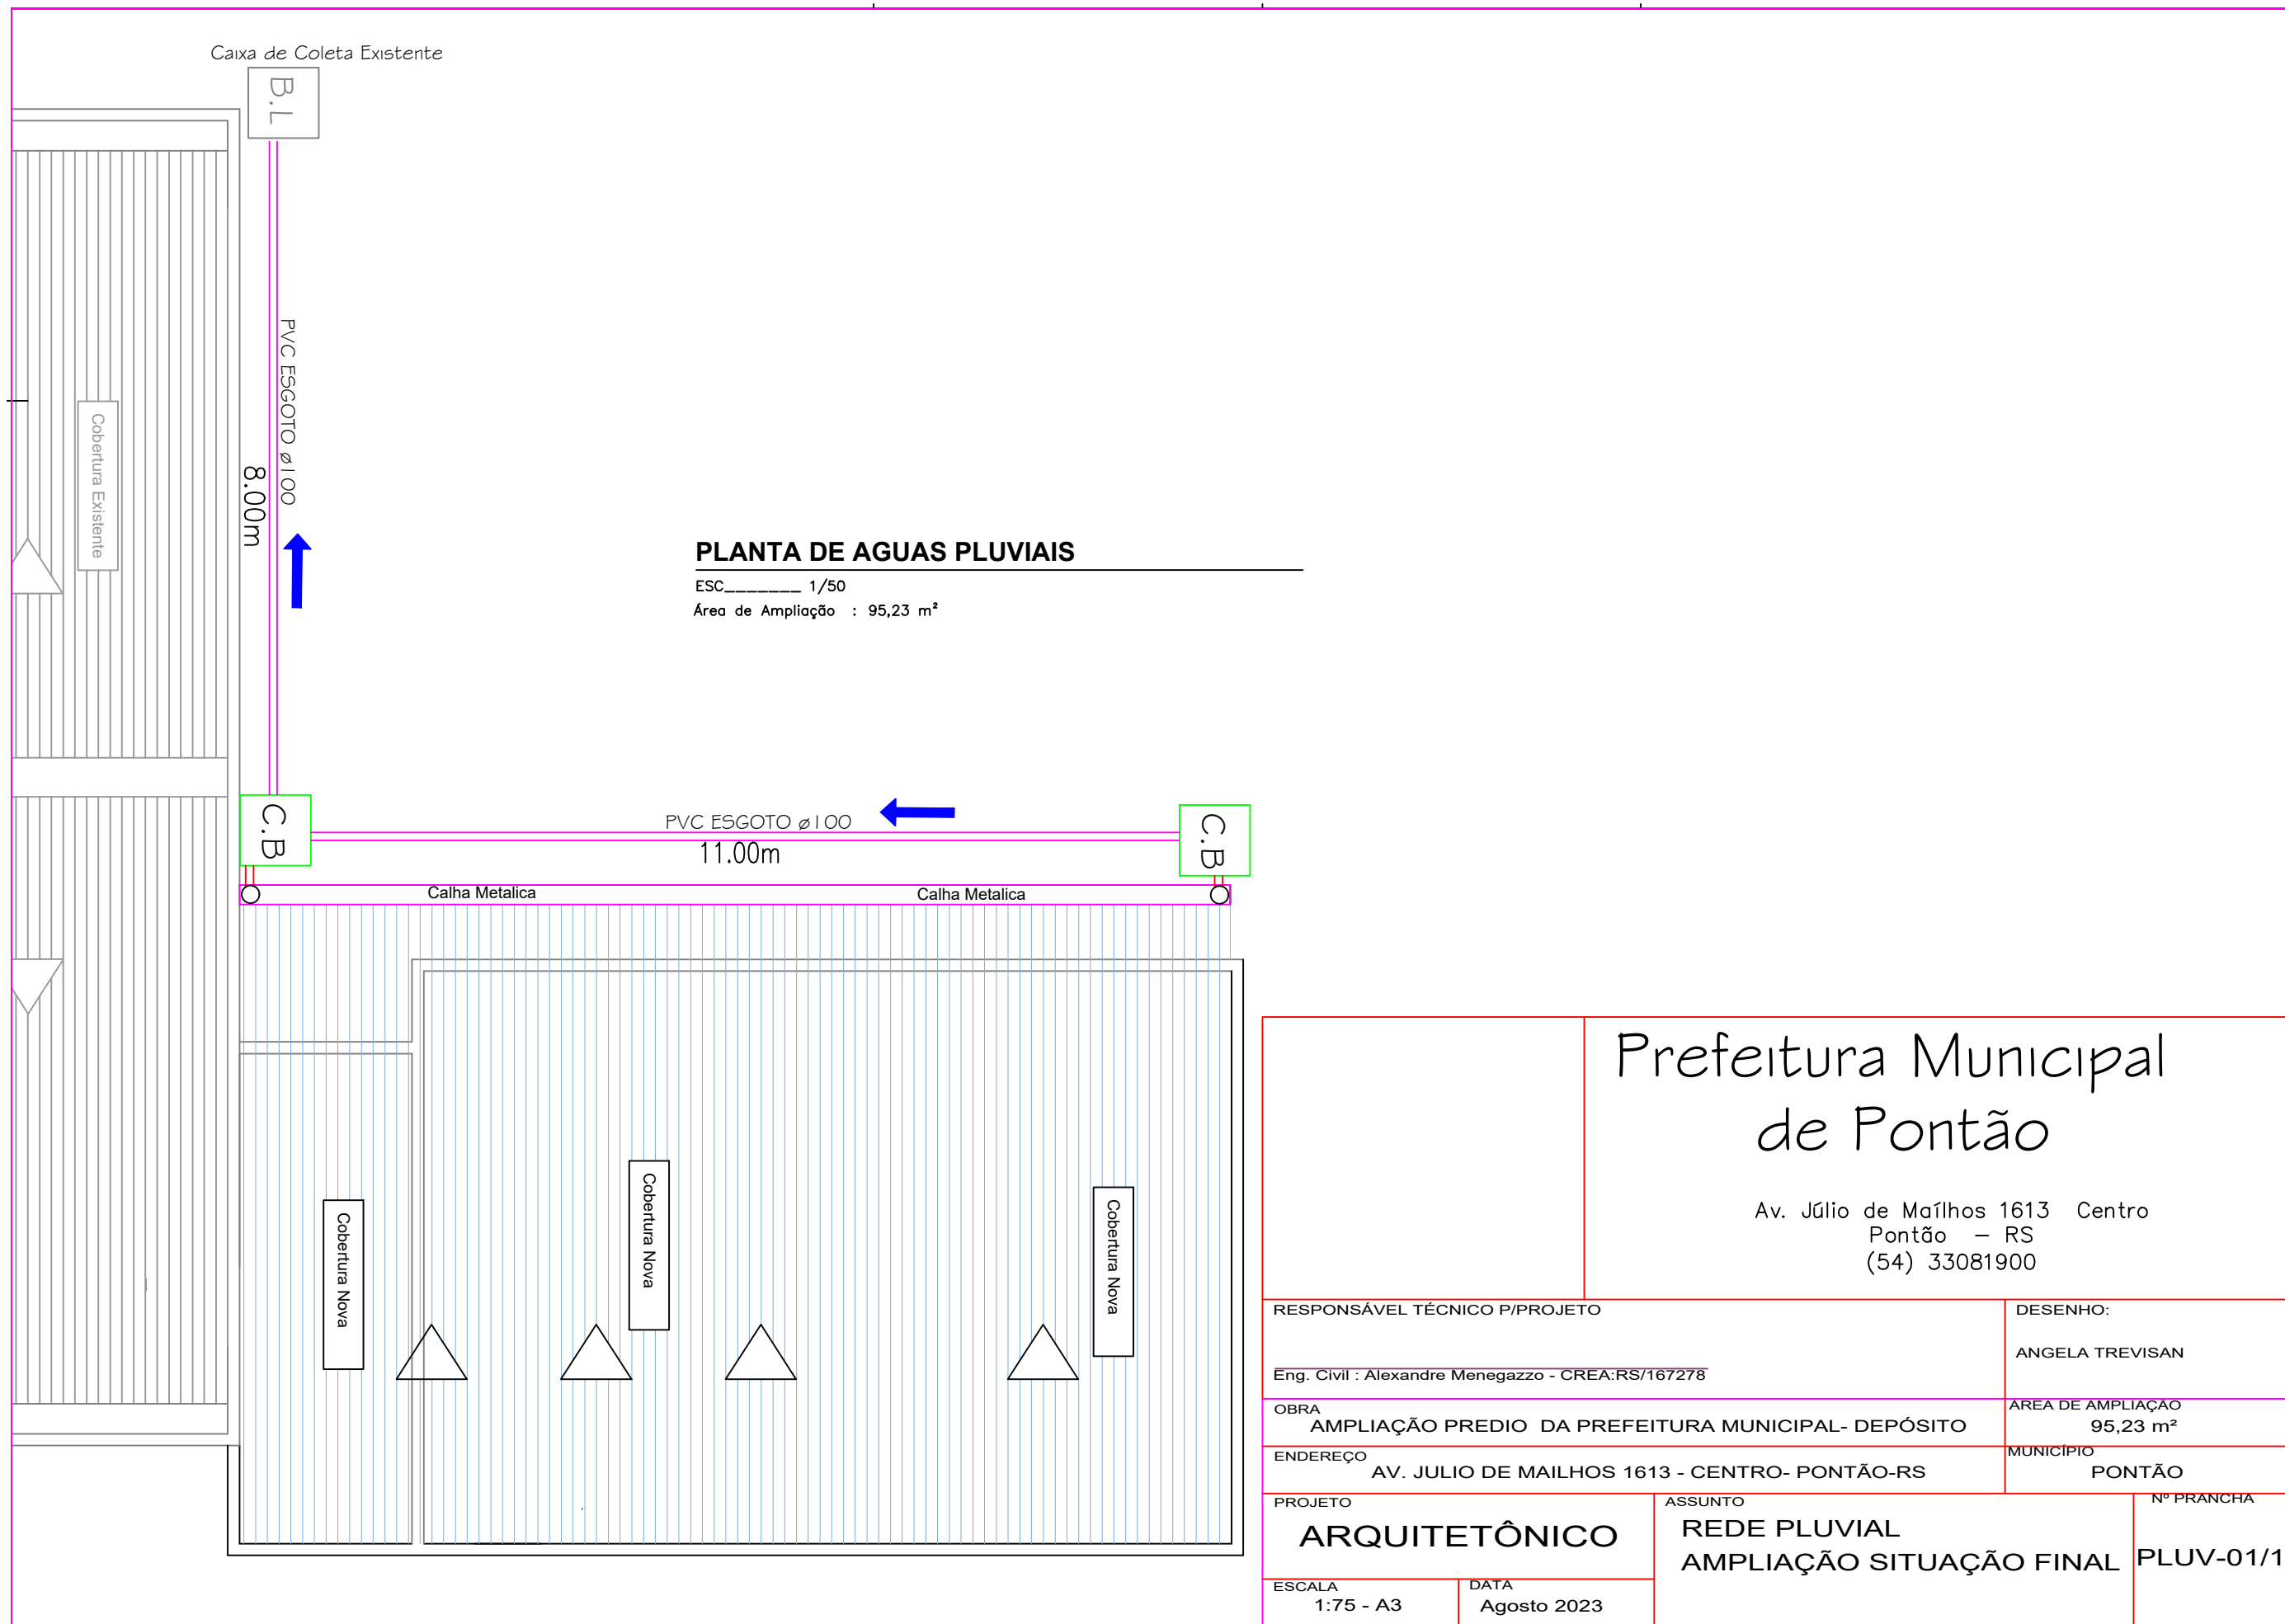 Caixa de Coleta Existente
B.L
PVC ESGOTO ø100
8.00m
Cobertura Existente
PLANTA DE AGUAS PLUVIAIS
ESC_______ 1/50
Área de Ampliação : 95,23 m²
C.B
PVC ESGOTO ø100
11.00m
C.B
Calha Metalica
Calha Metalica
Cobertura Nova
Cobertura Nova
Cobertura Nova
Prefeitura Municipal
de Pontão
Av. Júlio de Maílhos 1613 Centro
Pontão – RS
(54) 33081900
RESPONSÁVEL TÉCNICO P/PROJETO
Eng. Civil : Alexandre Menegazzo - CREA:RS/167278
DESENHO:
ANGELA TREVISAN
OBRA
AMPLIAÇÃO PREDIO DA PREFEITURA MUNICIPAL- DEPÓSITO
ÁREA DE AMPLIAÇÃO
95,23 m²
ENDEREÇO
AV. JULIO DE MAILHOS 1613 - CENTRO- PONTÃO-RS
MUNICÍPIO
PONTÃO
PROJETO
ARQUITETÔNICO
ASSUNTO
REDE PLUVIAL
AMPLIAÇÃO SITUAÇÃO FINAL
Nº PRANCHA
PLUV-01/1
ESCALA
1:75 - A3
DATA
Agosto 2023